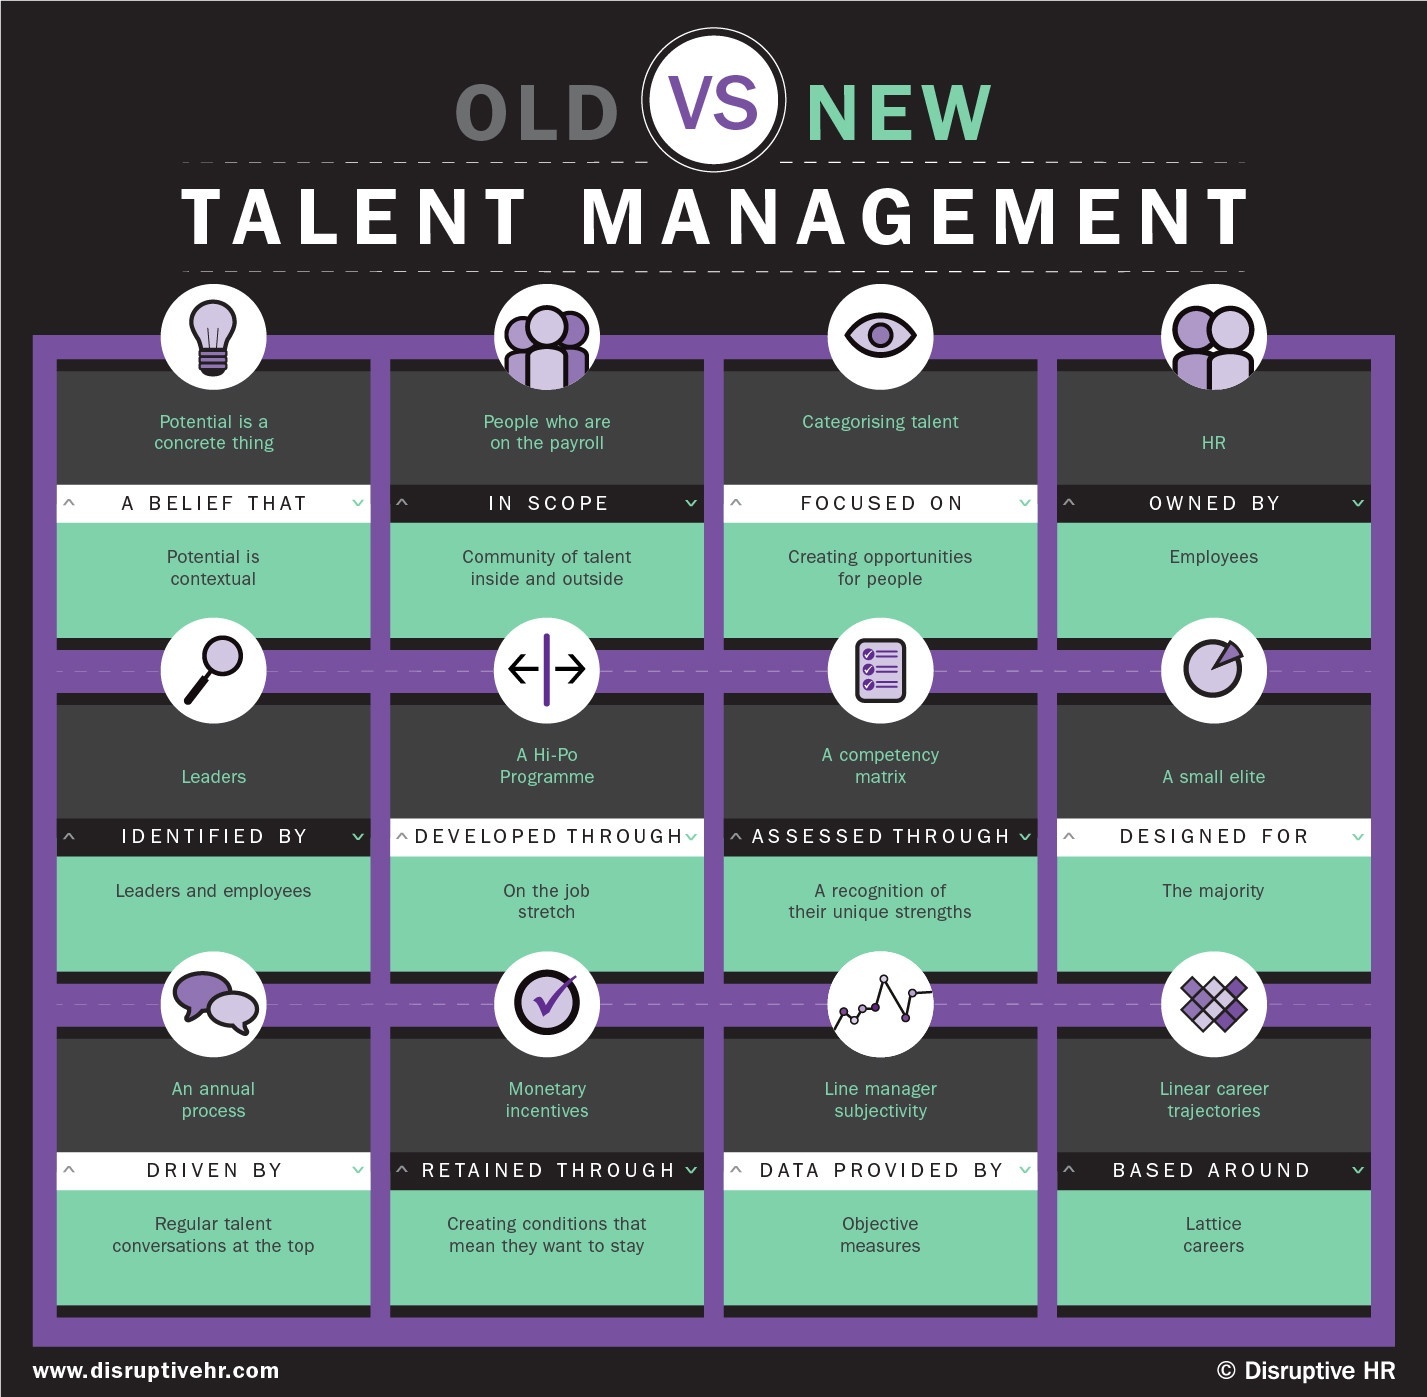 OLD VS NEW
TALENT MANAGEMENT
Potential is a
concrete thing
A BELIEF THAT
Potential is
contextual
People who are
on the payroll
IN SCOPE
Community of talent
inside and outside
Categorising talent
FOCUSED ON
Creating opportunities
for people
HR
OWNED BY
Employees
Leaders
IDENTIFIED BY
Leaders and employees
A Hi-Po
Programme
DEVELOPED THROUGH
On the job
stretch
A competency
matrix
ASSESSED THROUGH
A recognition of
their unique strengths
A small elite
DESIGNED FOR
The majority
An annual
process
DRIVEN BY
Regular talent
conversations at the top
Monetary
incentives
RETAINED THROUGH
Creating conditions that
mean they want to stay
Line manager
subjectivity
DATA PROVIDED BY
Objective
measures
Linear career
trajectories
BASED AROUND
Lattice
careers
www.disruptivehr.com
© Disruptive HR